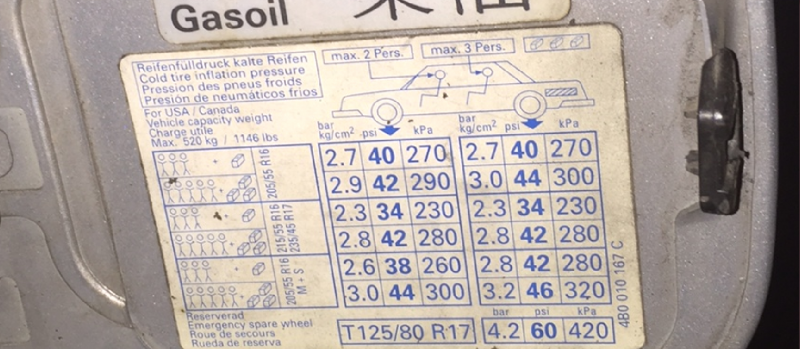 Gasoil 柴油
Reifenfülldruck kalte Reifen
Cold tire inflation pressure
Pression des pneus froids
Presión de neumáticos fríos
max. 2 Pers. max. 3 Pers.
For USA / Canada
Vehicle capacity weight
Charge utile
Max. 520 kg / 1146 lbs
bar kg/cm² psi kPa bar kg/cm² psi kPa
205/55 R16
2.7 40 270 2.7 40 270
2.9 42 290 3.0 44 300
215/55 R16
235/45 R17
2.3 34 230 2.3 34 230
2.8 42 280 2.8 42 280
205/55 R16
M + S
2.6 38 260 2.8 42 280
3.0 44 300 3.2 46 320
4B0 010 167 C
Reserverad
Emergency spare wheel
Roue de secours
Rueda de reserva
T125/80 R17
bar psi kPa
4.2 60 420